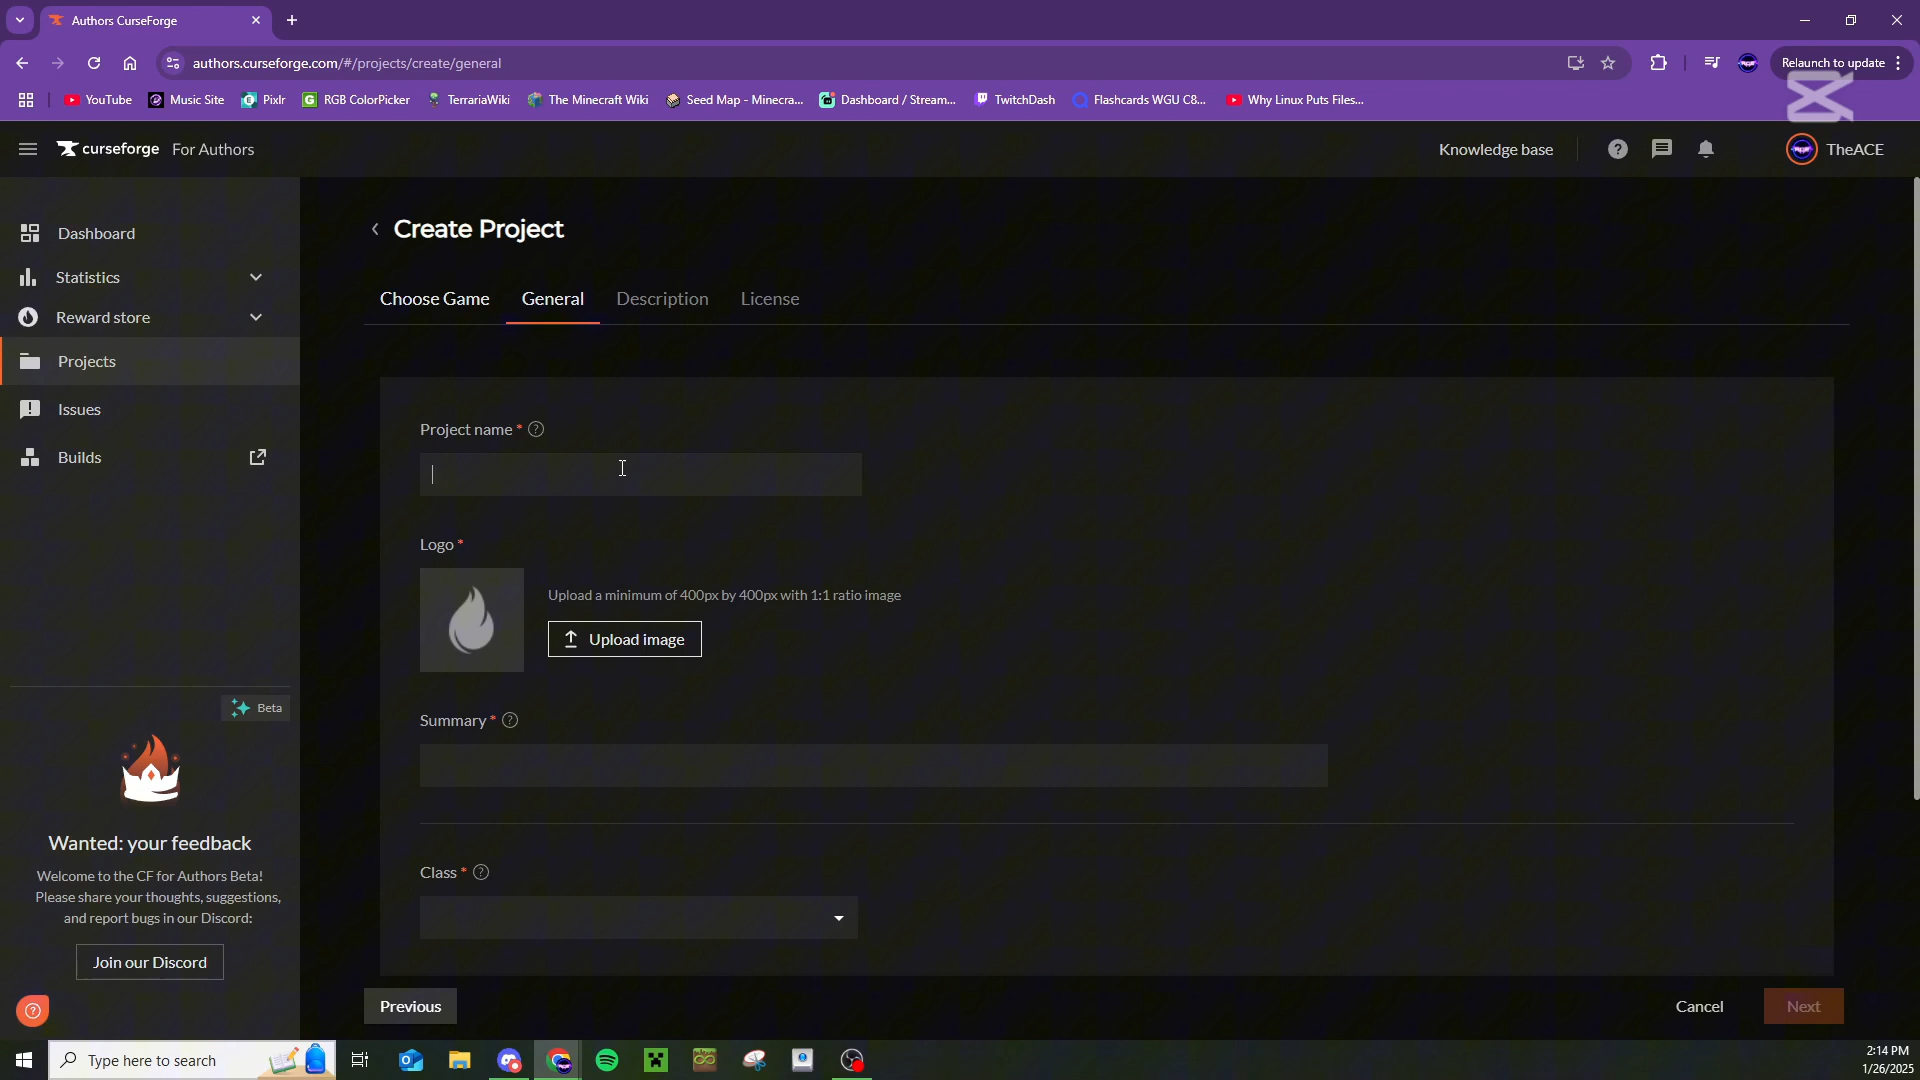 Authors CurseForge
authors.curseforge.com/#/projects/create/general
Relaunch to update
YouTube
Music Site
Pixlr
RGB ColorPicker
TerrariaWiki
The Minecraft Wiki
Seed Map - Minecra...
Dashboard / Stream...
TwitchDash
Flashcards WGU C8...
Why Linux Puts Files...
curseforge For Authors
Knowledge base
TheACE
Dashboard
Statistics
Reward store
Projects
Issues
Builds
Beta
Wanted: your feedback
Welcome to the CF for Authors Beta!
Please share your thoughts, suggestions,
and report bugs in our Discord:
Join our Discord
Create Project
Choose Game
General
Description
License
Project name *
Logo *
Upload a minimum of 400px by 400px with 1:1 ratio image
Upload image
Summary *
Class *
Previous
Cancel
Next
Type here to search
2:14 PM
1/26/2025